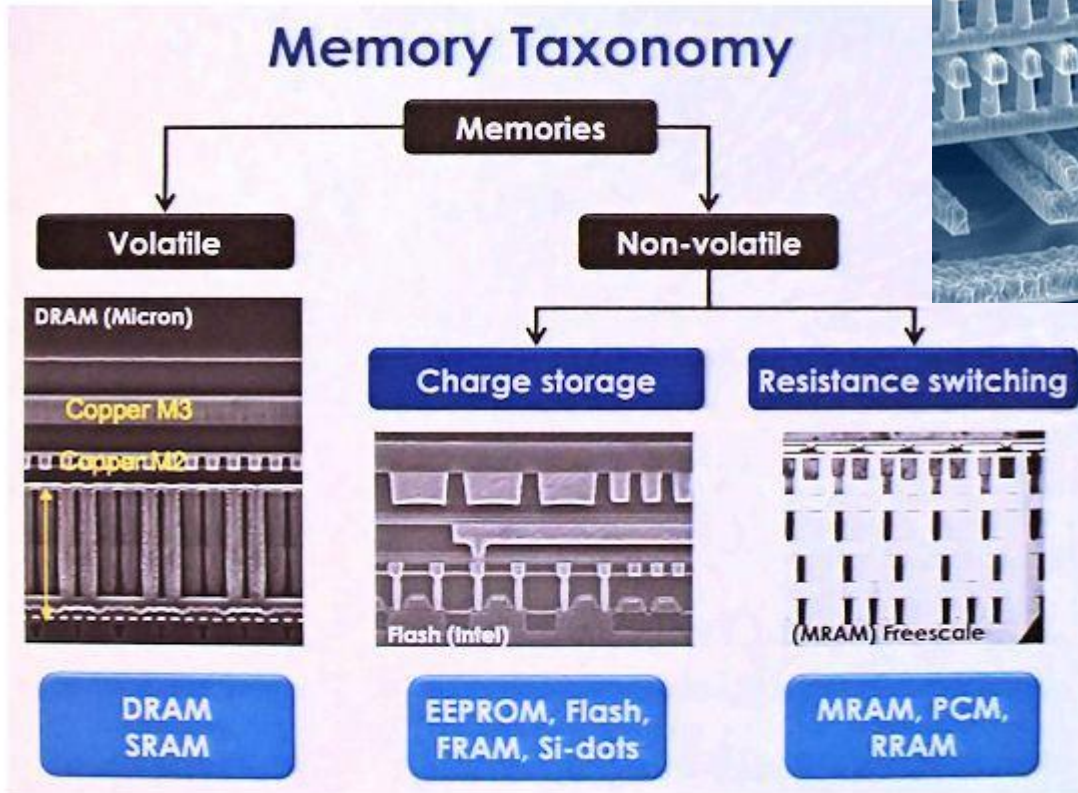 Memory Taxonomy
Memories
Volatile
Non-volatile
DRAM (Micron)
Copper M3
Copper M2
Charge storage
Resistance switching
Flash (Intel)
(MRAM) Freescale
DRAM
SRAM
EEPROM, Flash,
FRAM, Si-dots
MRAM, PCM,
RRAM